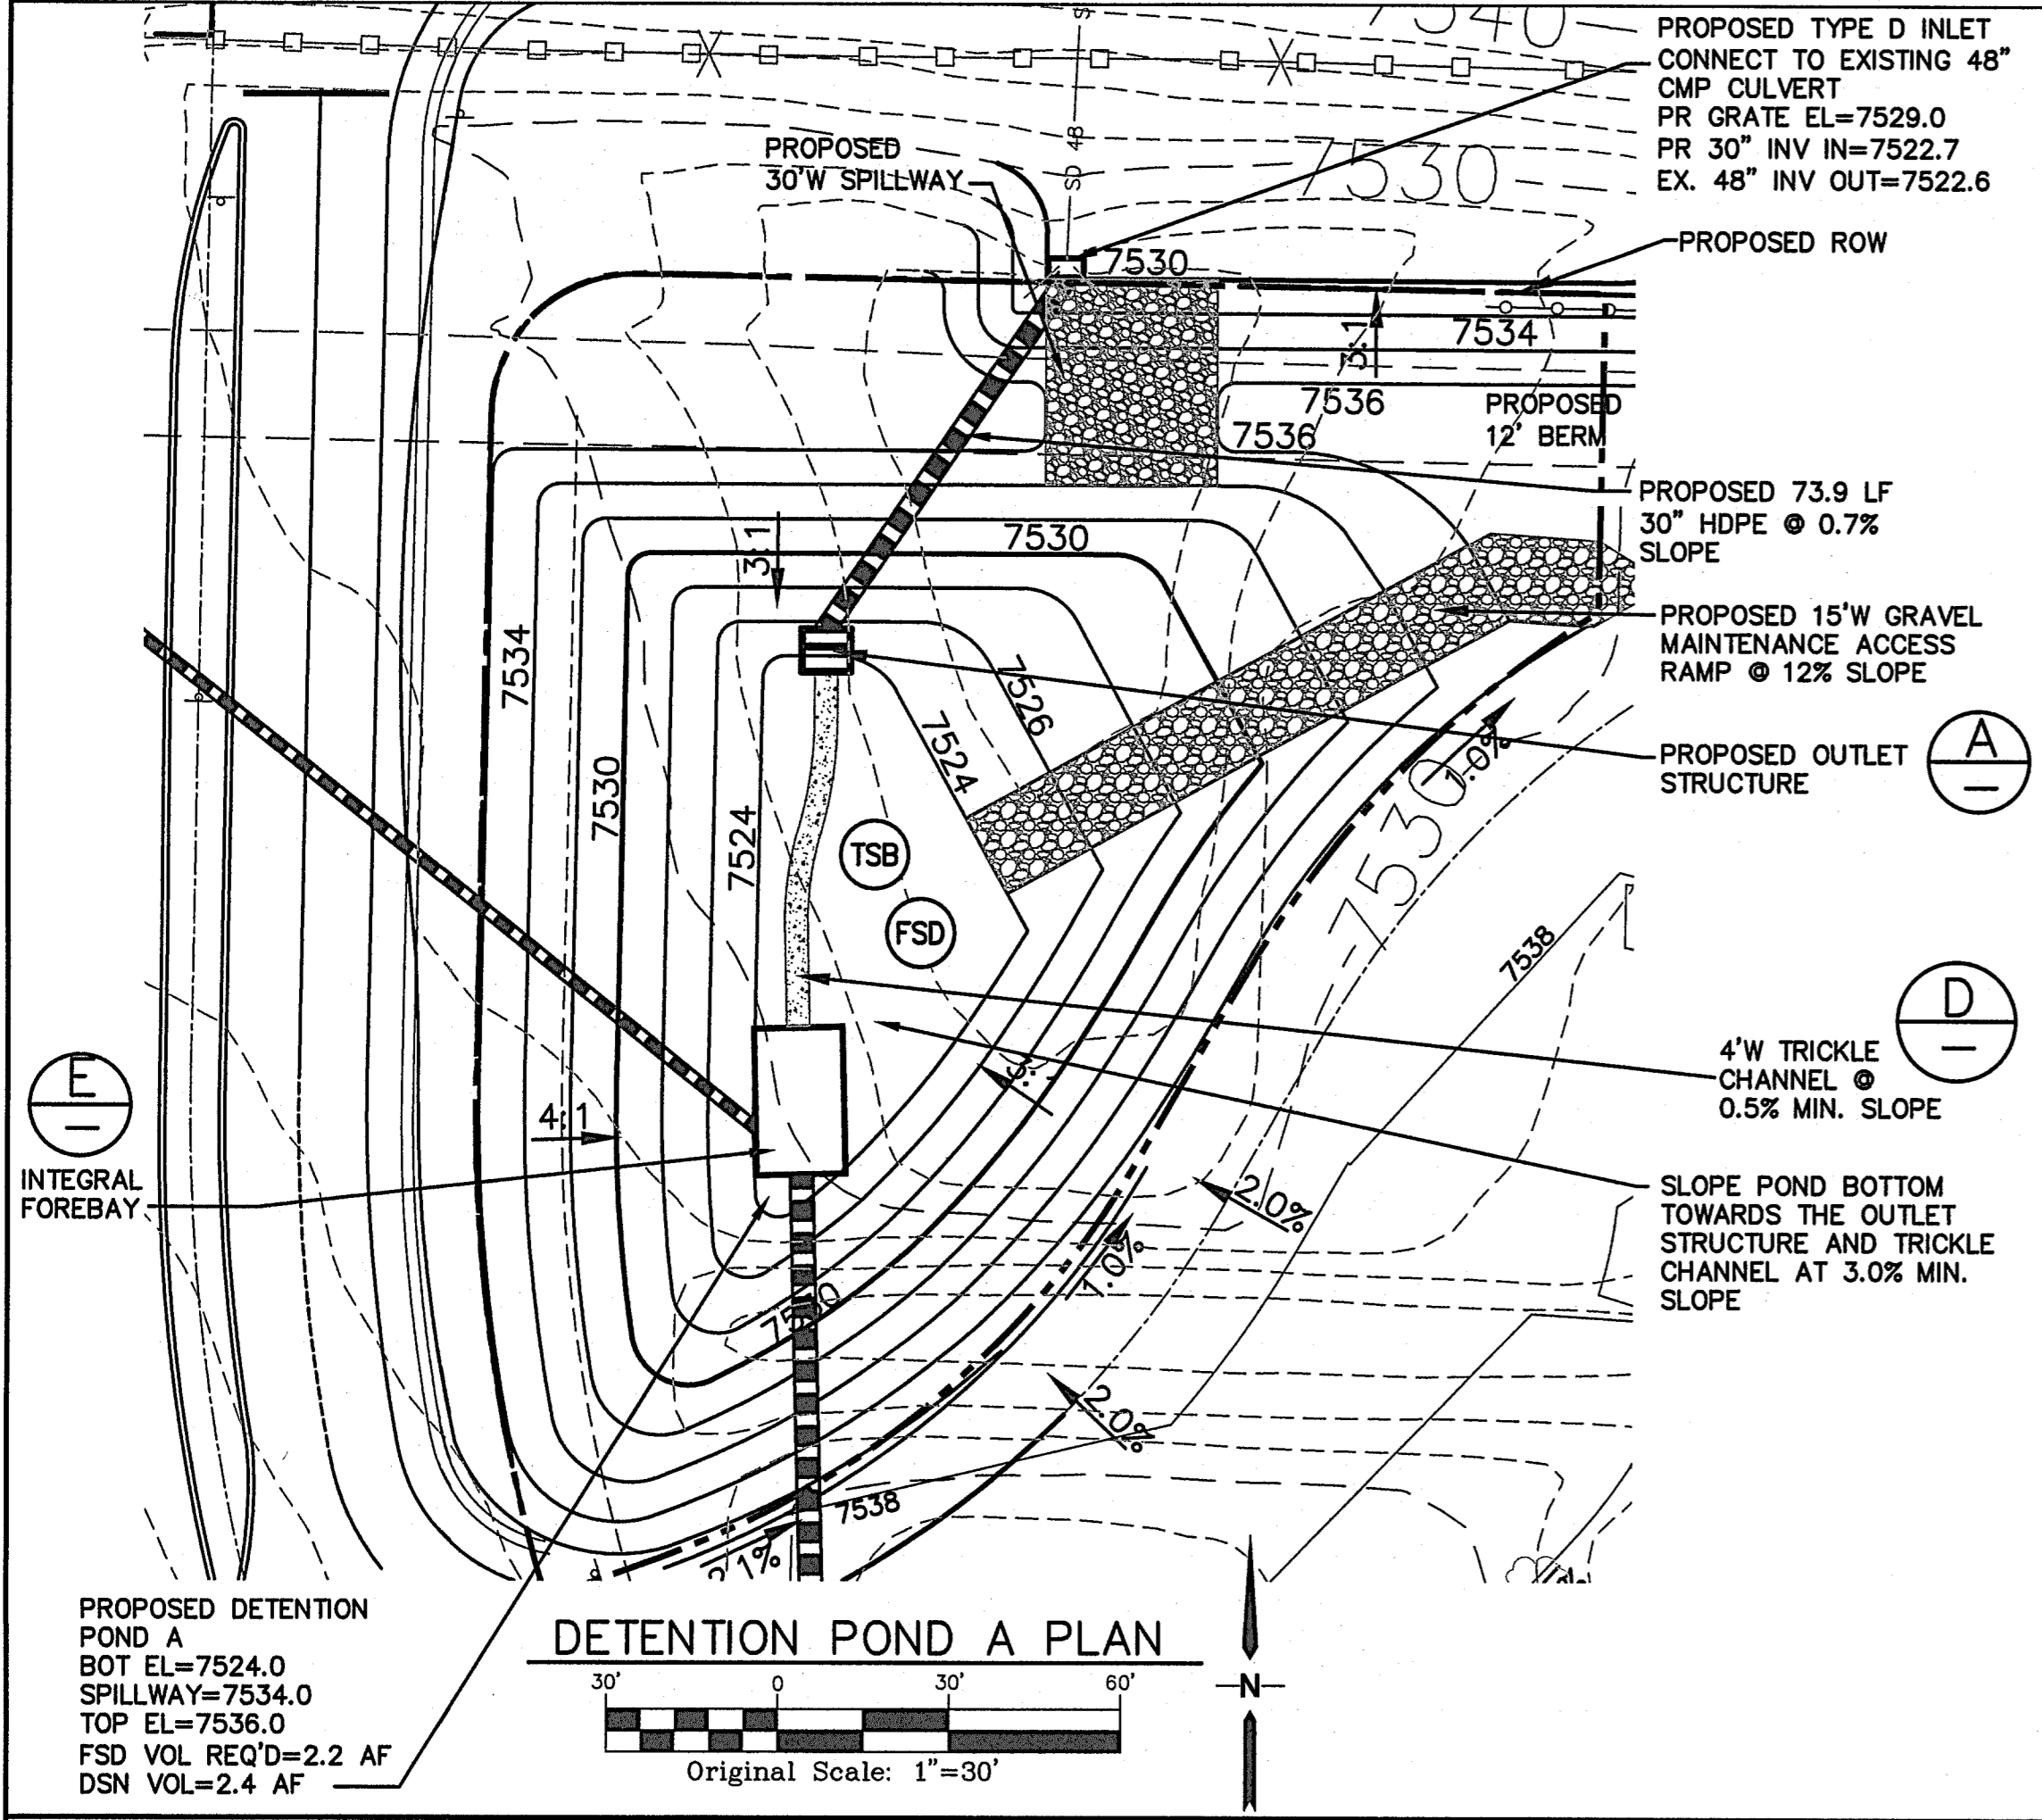 7540
PROPOSED TYPE D INLET
CONNECT TO EXISTING 48"
CMP CULVERT
PR GRATE EL=7529.0
PR 30" INV IN=7522.7
EX. 48" INV OUT=7522.6
PROPOSED
30'W SPILLWAY
SD 48
7530
PROPOSED ROW
7530
7534
3:1
7536
PROPOSED
12' BERM
7536
PROPOSED 73.9 LF
30" HDPE @ 0.7%
SLOPE
7530
3:1
PROPOSED 15'W GRAVEL
MAINTENANCE ACCESS
RAMP @ 12% SLOPE
7534
7526
7524
PROPOSED OUTLET
STRUCTURE
A
1.0%
7530
7530
7524
TSB
FSD
7538
D
4'W TRICKLE
CHANNEL @
0.5% MIN. SLOPE
E
INTEGRAL
FOREBAY
4:1
2.0%
SLOPE POND BOTTOM
TOWARDS THE OUTLET
STRUCTURE AND TRICKLE
CHANNEL AT 3.0% MIN.
SLOPE
1.0%
7530
2.0%
7538
PROPOSED DETENTION
POND A
BOT EL=7524.0
SPILLWAY=7534.0
TOP EL=7536.0
FSD VOL REQ'D=2.2 AF
DSN VOL=2.4 AF
DETENTION POND A PLAN
30' 0 30' 60'
Original Scale: 1"=30'
N